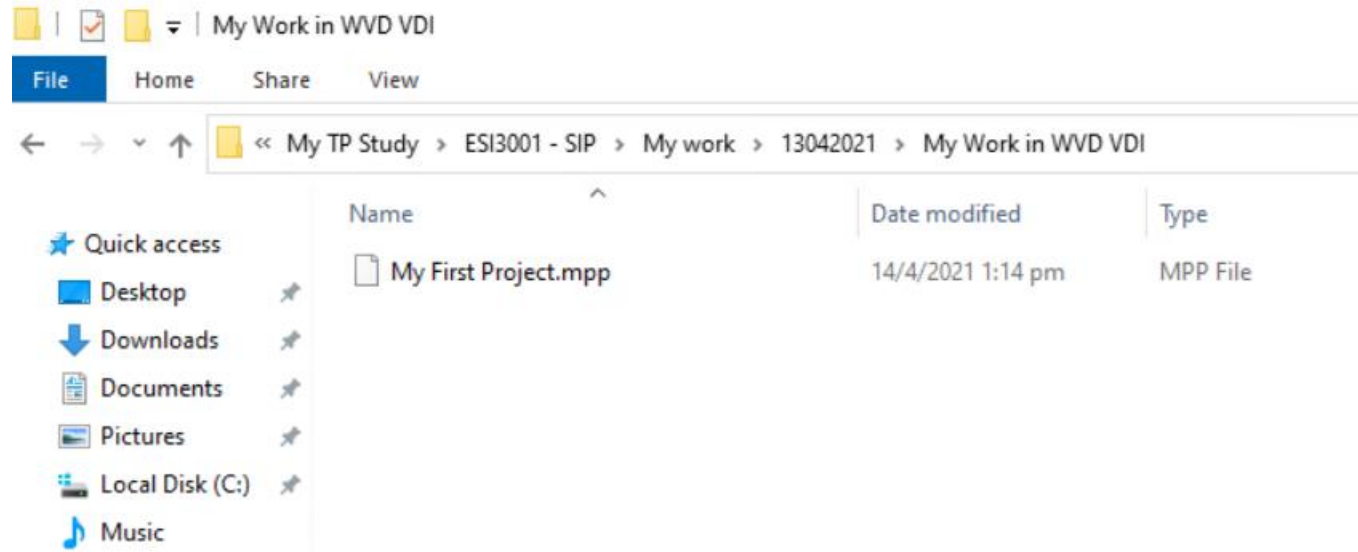 My Work in WVD VDI
File Home Share View
« My TP Study > ESI3001 - SIP > My work > 13042021 > My Work in WVD VDI
Name Date modified Type
Quick access
My First Project.mpp 14/4/2021 1:14 pm MPP File
Desktop
Downloads
Documents
Pictures
Local Disk (C:)
Music